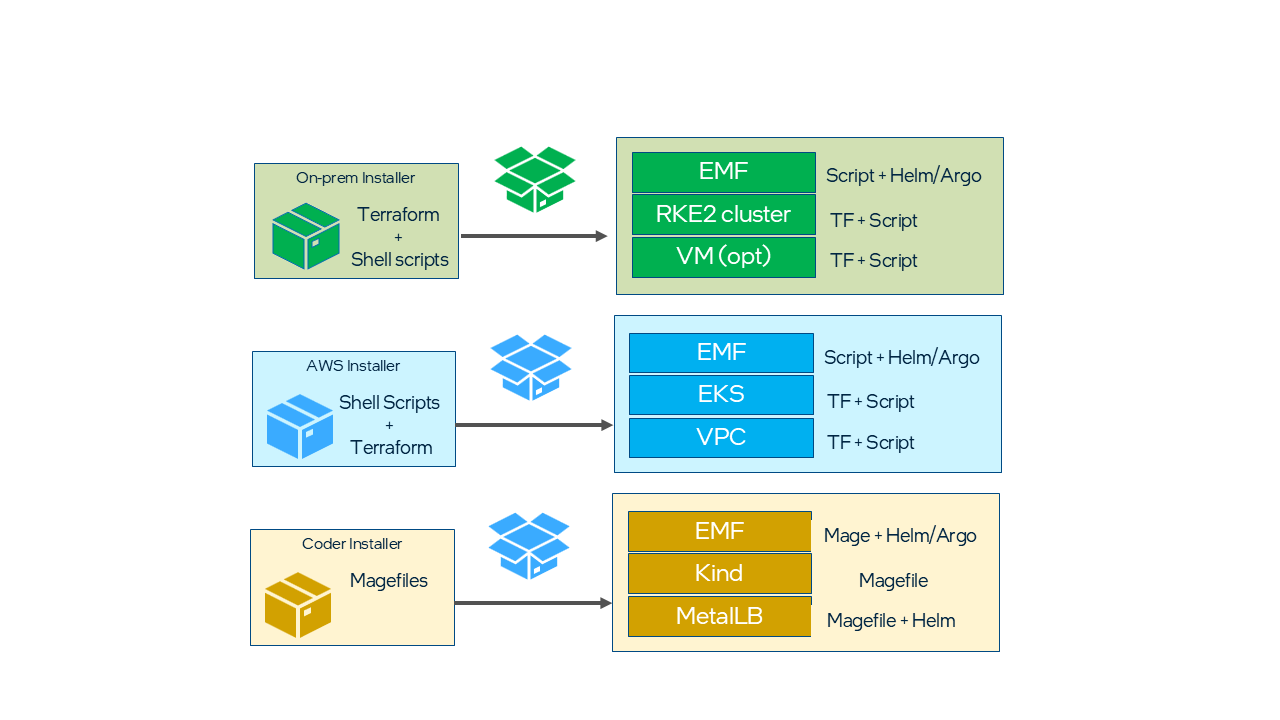 On-prem Installer
Terraform
+
Shell scripts
EMF
Script + Helm/Argo
RKE2 cluster
TF + Script
VM (opt)
TF + Script
AWS Installer
Shell Scripts
+
Terraform
EMF
Script + Helm/Argo
EKS
TF + Script
VPC
TF + Script
Coder Installer
Magefiles
EMF
Mage + Helm/Argo
Kind
Magefile
MetalLB
Magefile + Helm